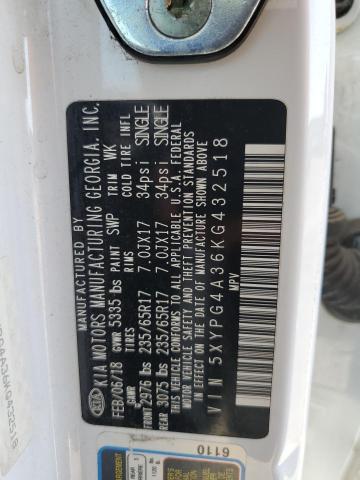 MANUFACTURED BY
KIA MOTORS MANUFACTURING GEORGIA, INC.
KIA
FEB/06/18 GVWR 5335 lbs PAINT SWP TRIM WK
TIRES RIMS COLD TIRE INFL
FRONT 2976 lbs 235/65R17 7.0JX17 34psi SINGLE
REAR 3075 lbs 235/65R17 7.0JX17 34psi SINGLE
THIS VEHICLE CONFORMS TO ALL APPLICABLE U.S.A. FEDERAL
MOTOR VEHICLE SAFETY AND THEFT PREVENTION STANDARDS
IN EFFECT ON THE DATE OF MANUFACTURE SHOWN ABOVE
VIN: 5XYPG4A36KG432518
MPV
6110